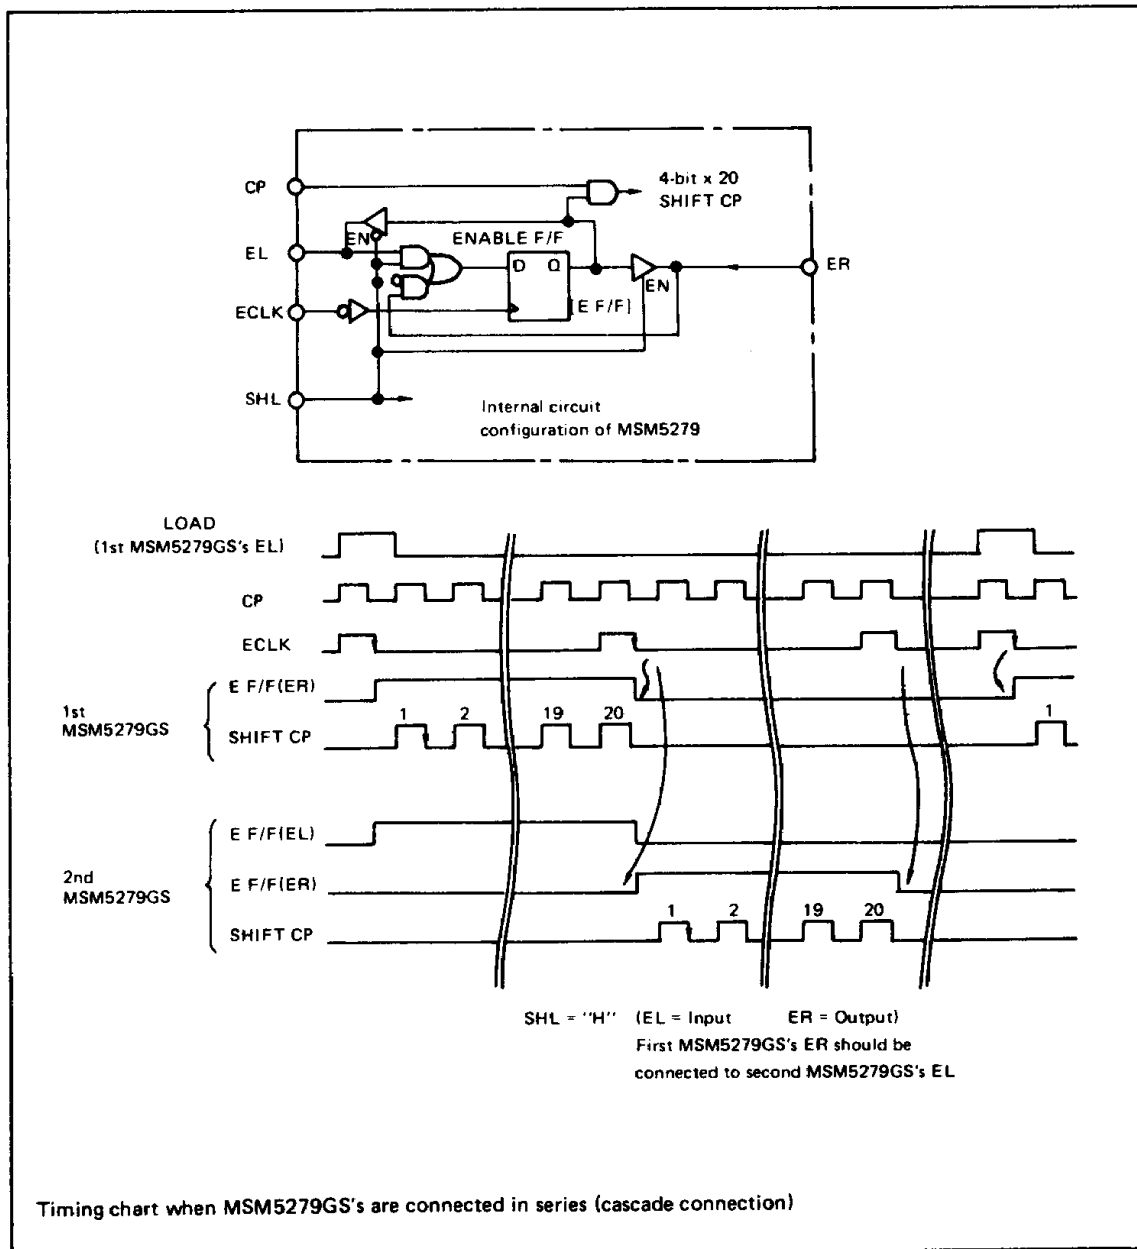 CP
4-bit x 20
SHIFT CP
EN
ENABLE F/F
EL
D Q
ER
EN
ECLK
(E F/F)
SHL
Internal circuit
configuration of MSM5279
LOAD
(1st MSM5279GS's EL)
CP
ECLK
E F/F(ER)
1st
MSM5279GS
1 2 19 20 1
SHIFT CP
E F/F(EL)
2nd
MSM5279GS
E F/F(ER)
1 2 19 20
SHIFT CP
SHL = "H" (EL = Input ER = Output)
First MSM5279GS's ER should be
connected to second MSM5279GS's EL
Timing chart when MSM5279GS's are connected in series (cascade connection)